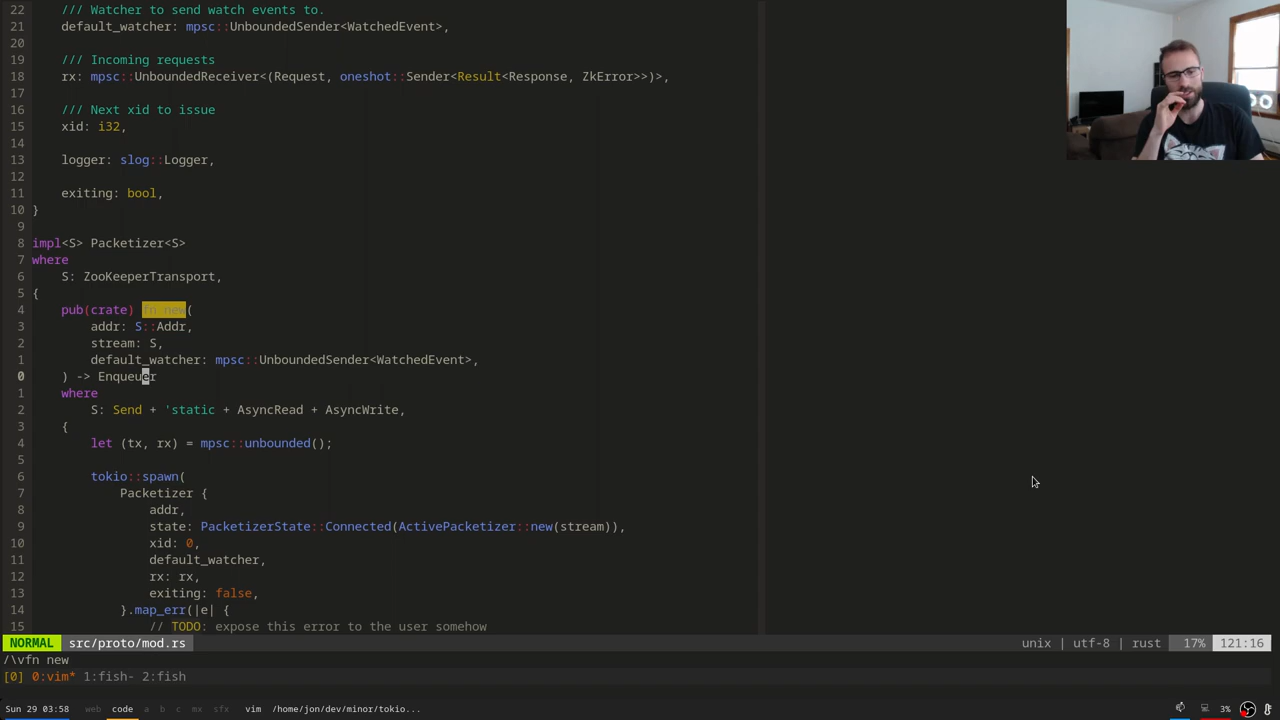 22 /// Watcher to send watch events to.
21 default_watcher: mpsc::UnboundedSender<WatchedEvent>,
20
19 /// Incoming requests
18 rx: mpsc::UnboundedReceiver<(Request, oneshot::Sender<Result<Response, ZkError>>)>,
17
16 /// Next xid to issue
15 xid: i32,
14
13 logger: slog::Logger,
12
11 exiting: bool,
10 }
9
8 impl<S> Packetizer<S>
7 where
6 S: ZooKeeperTransport,
5 {
4 pub(crate) fn new(
3 addr: S::Addr,
2 stream: S,
1 default_watcher: mpsc::UnboundedSender<WatchedEvent>,
0 ) -> Enqueuer
1 where
2 S: Send + 'static + AsyncRead + AsyncWrite,
3 {
4 let (tx, rx) = mpsc::unbounded();
5
6 tokio::spawn(
7 Packetizer {
8 addr,
9 state: PacketizerState::Connected(ActivePacketizer::new(stream)),
10 xid: 0,
11 default_watcher,
12 rx: rx,
13 exiting: false,
14 }.map_err(|e| {
15 // TODO: expose this error to the user somehow
NORMAL src/proto/mod.rs unix | utf-8 | rust 17% 121:16
/\vfn new
[0] 0:vim* 1:fish- 2:fish
Sun 29 03:58 web code a b c mx sfx vim /home/jon/dev/minor/tokio... 3%